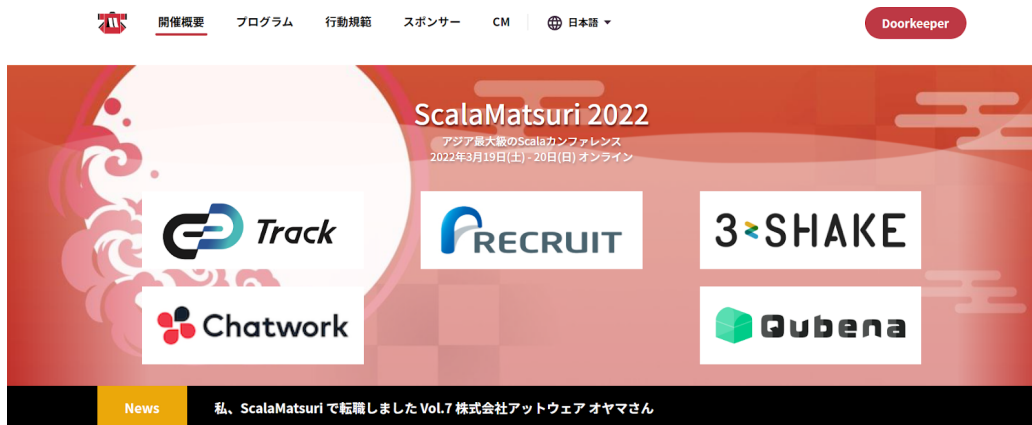 開催概要 プログラム 行動規範 スポンサー CM 日本語 Doorkeeper
ScalaMatsuri 2022
アジア最大級のScalaカンファレンス
2022年3月19日(土) - 20日(日) オンライン
Track RECRUIT 3-SHAKE
Chatwork Qubena
News 私、ScalaMatsuri で転職しました Vol.7 株式会社アットウェア オヤマさん